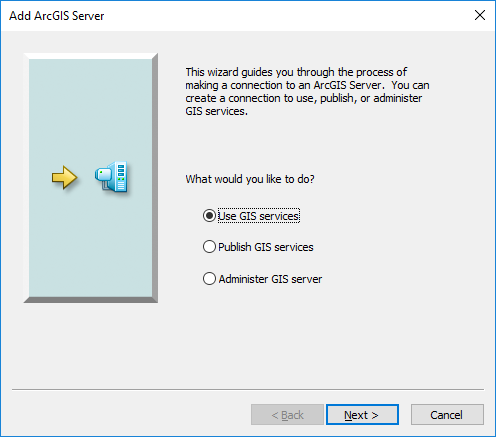 Add ArcGIS Server
This wizard guides you through the process of
making a connection to an ArcGIS Server.  You can
create a connection to use, publish, or administer
GIS services.
What would you like to do?
Use GIS services
Publish GIS services
Administer GIS server
< Back
Next >
Cancel